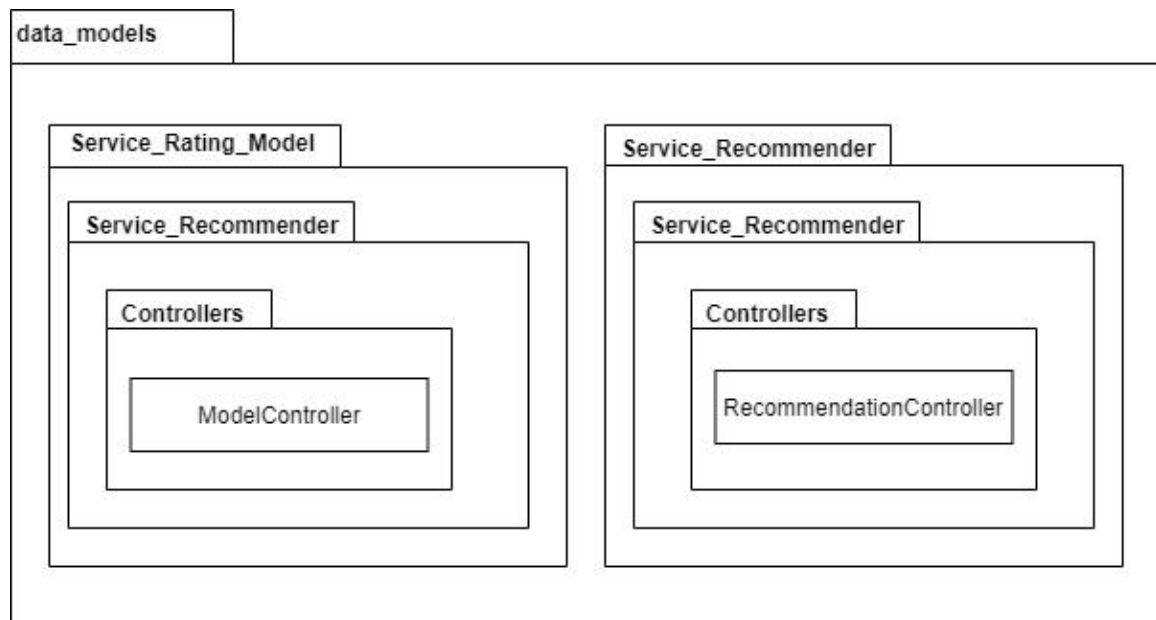 data_models
Service_Rating_Model
Service_Recommender
Controllers
ModelController
Service_Recommender
Service_Recommender
Controllers
RecommendationController